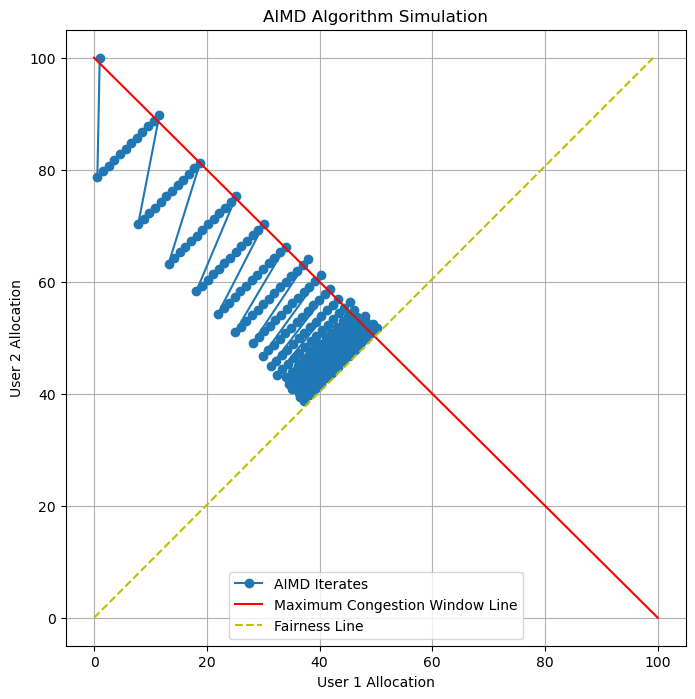 AIMD Algorithm Simulation
100
80
60
40
20
0
User 2 Allocation
0 20 40 60 80 100
User 1 Allocation
AIMD Iterates
Maximum Congestion Window Line
Fairness Line